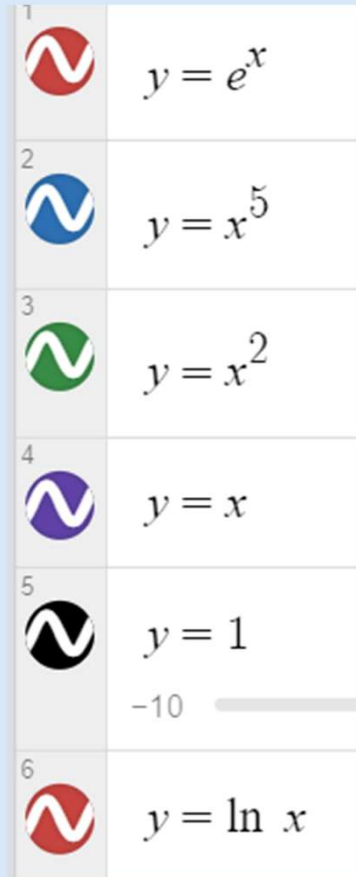 1
y = e^x
2
y = x^5
3
y = x^2
4
y = x
5
y = 1
−10
6
y = ln x